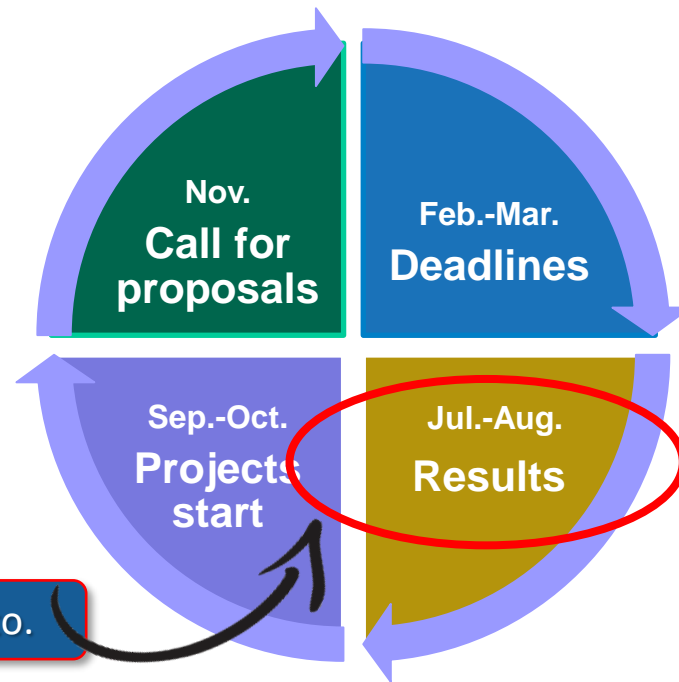 Nov.
Call for
proposals
Feb.-Mar.
Deadlines
Sep.-Oct.
Projects
start
Jul.-Aug.
Results
o.